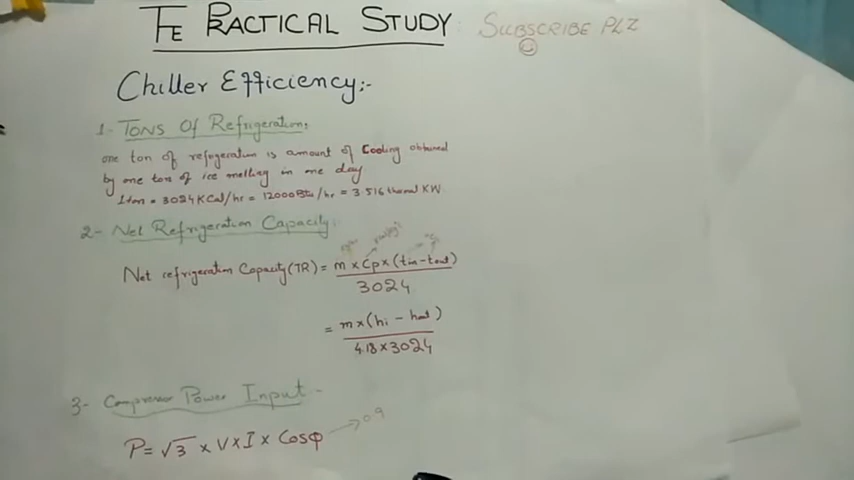 FE PRACTICAL STUDY
SUBSCRIBE PLZ
Chiller Efficiency:-
1- TONS Of Refrigeration:
one ton of refrigeration is amount of Cooling obtained
by one ton of ice melting in one day
1 ton = 3024 KCal/hr = 12000 Btu/hr = 3.516 thermal KW.
2- Net Refrigeration Capacity:
Net refrigeration Capacity (TR) = m × Cp × (tin - tout)
3024
= m × (hi - hout)
4.18 × 3024
3- Compressor Power Input -
P = √3 × V × I × Cosφ → 0.9